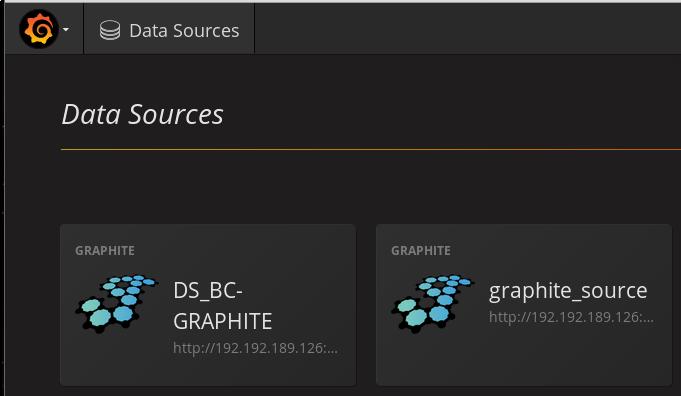 Data Sources
Data Sources
GRAPHITE
DS_BC-
GRAPHITE
http://192.192.189.126:...
GRAPHITE
graphite_source
http://192.192.189.126:...